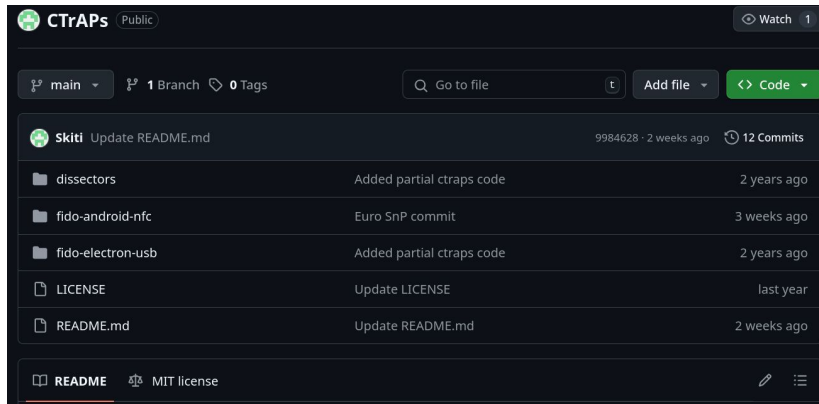 CTrAPs Public
Watch 1
main 1 Branch 0 Tags Go to file t Add file Code
Skiti Update README.md 9984628 · 2 weeks ago 12 Commits
dissectors Added partial ctraps code 2 years ago
fido-android-nfc Euro SnP commit 3 weeks ago
fido-electron-usb Added partial ctraps code 2 years ago
LICENSE Update LICENSE last year
README.md Update README.md 2 weeks ago
README MIT license